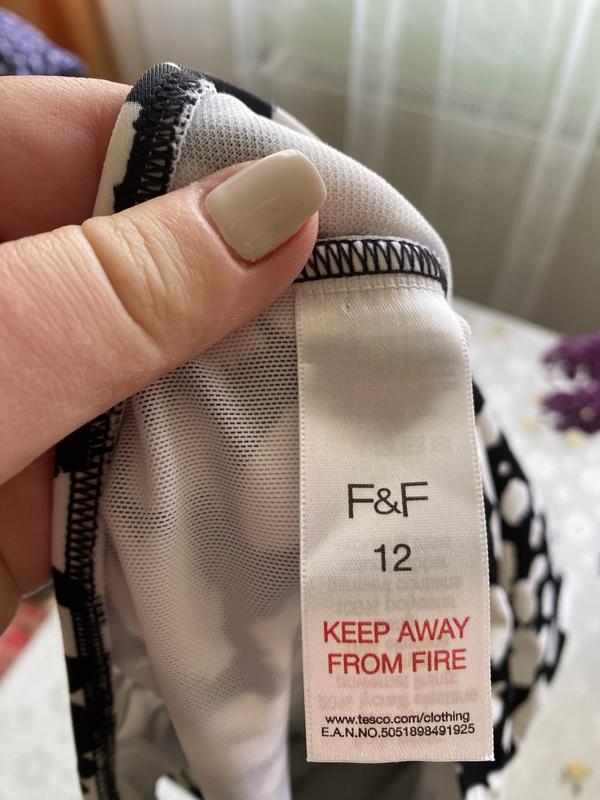 F&F
12
KEEP AWAY
FROM FIRE
www.tesco.com/clothing
E.A.N.NO.5051898491925